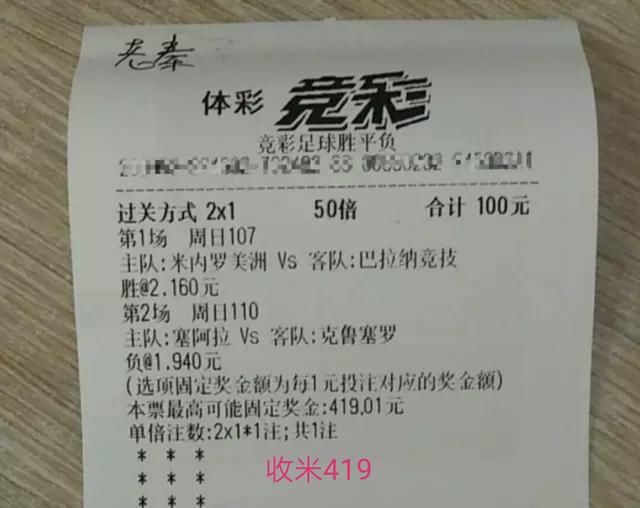 老秦
体彩 竞彩
竞彩足球胜平负
过关方式 2x1 50倍 合计 100元
第1场 周日107
主队:米内罗美洲 Vs 客队:巴拉纳竞技
胜@2.160元
第2场 周日110
主队:塞阿拉 Vs 客队:克鲁塞罗
负@1.940元
(选项固定奖金额为每1元投注对应的奖金额)
本票最高可能固定奖金:419.01元
单倍注数:2x1*1注;共1注
* * *
* * *
* * *
收米419